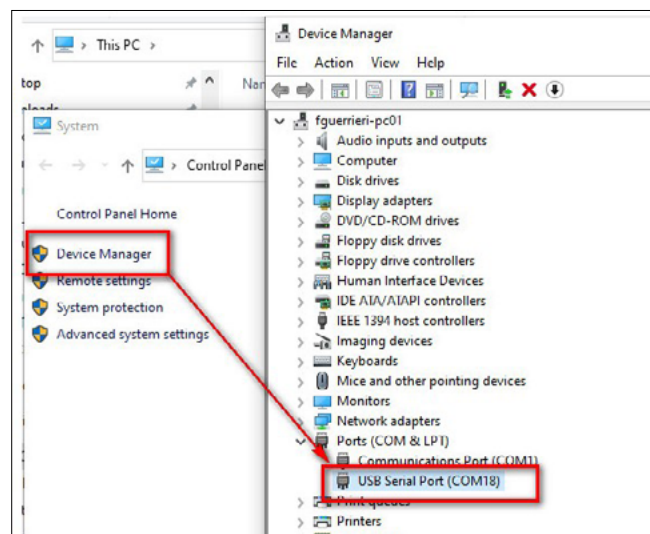 This PC
top
Nar
System
Control Panel
Control Panel Home
Device Manager
Remote settings
System protection
Advanced system settings
Device Manager
File Action View Help
fguerrieri-pc01
Audio inputs and outputs
Computer
Disk drives
Display adapters
DVD/CD-ROM drives
Floppy disk drives
Floppy drive controllers
Human Interface Devices
IDE ATA/ATAPI controllers
IEEE 1394 host controllers
Imaging devices
Keyboards
Mice and other pointing devices
Monitors
Network adapters
Ports (COM & LPT)
Communications Port (COM1)
USB Serial Port (COM18)
Print queues
Printers